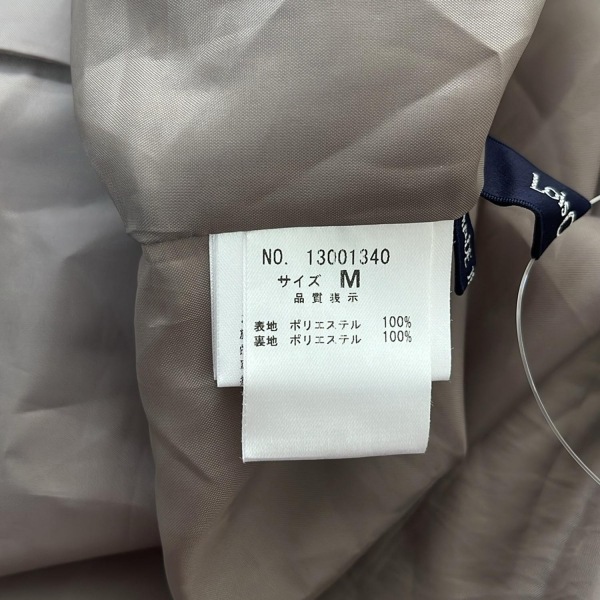 NO. 13001340
サイズ M
品質表示
表地 ポリエステル 100%
裏地 ポリエステル 100%